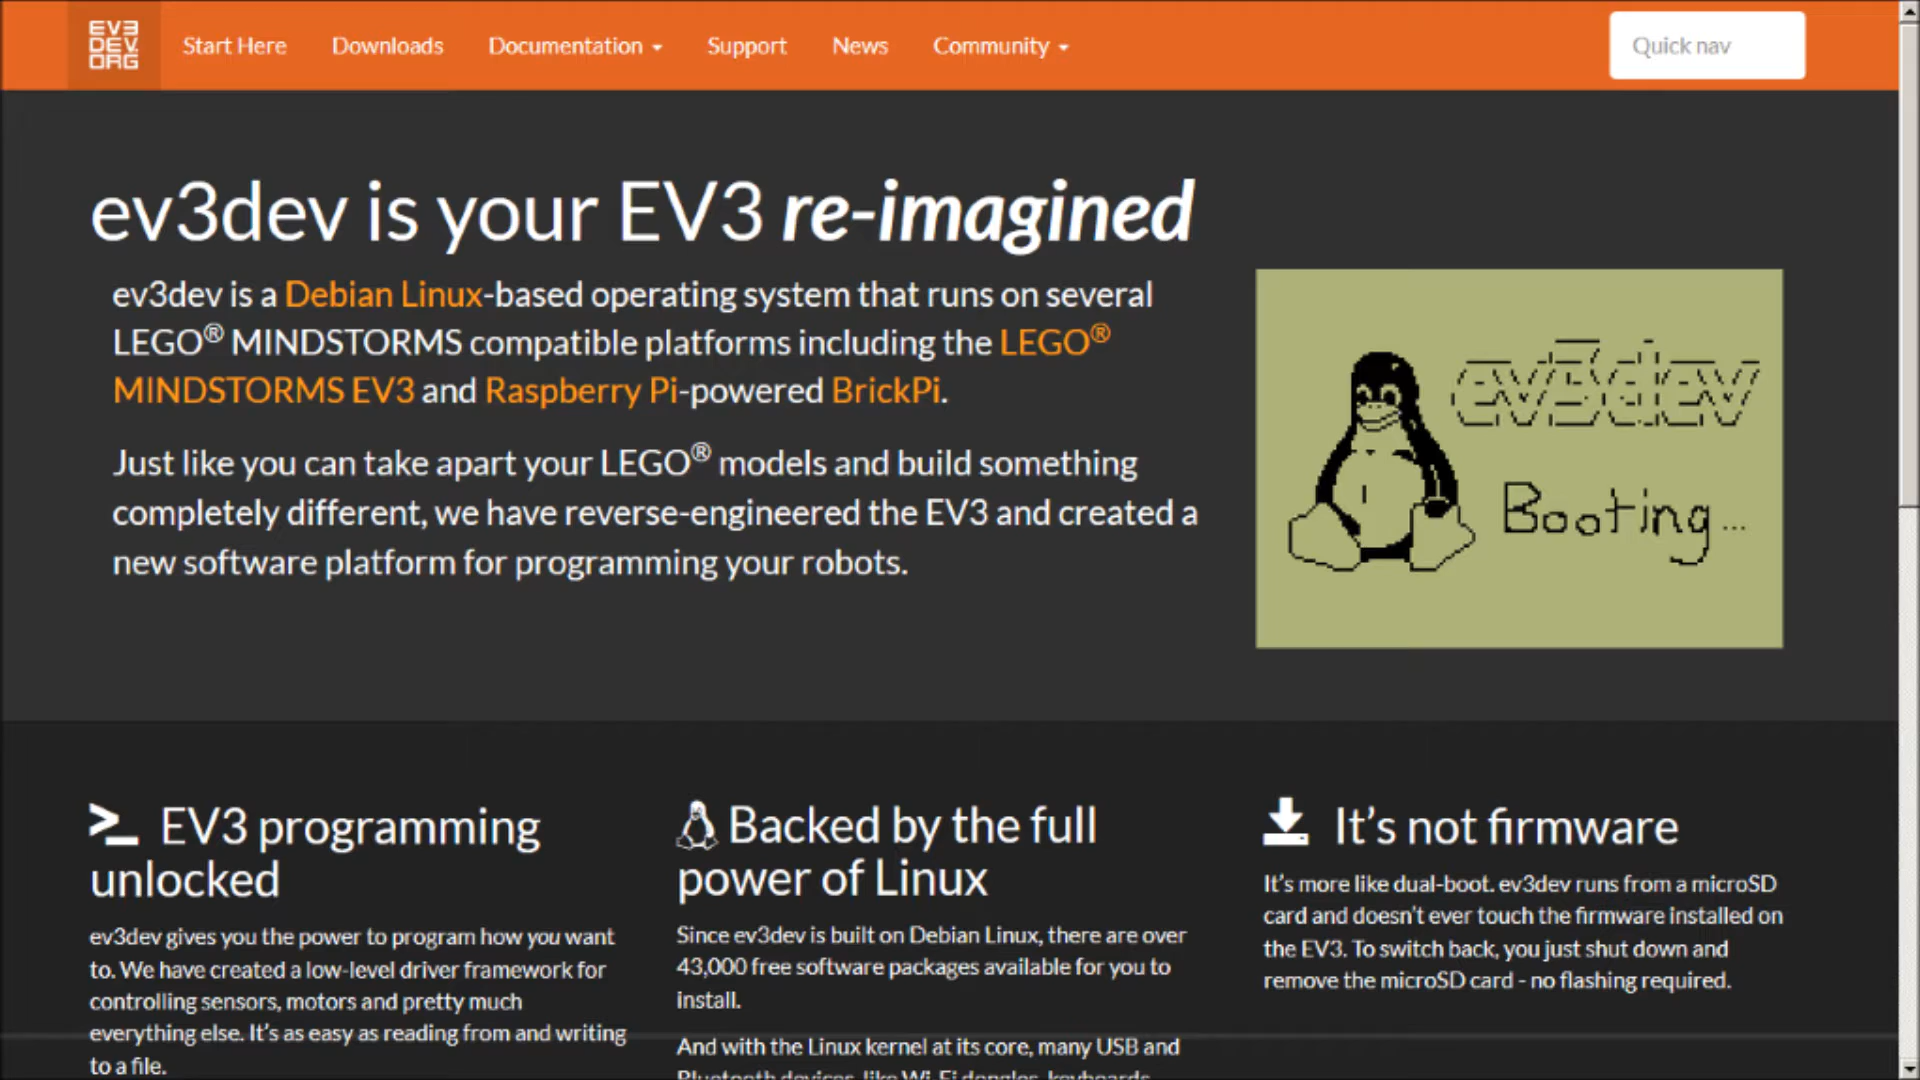 EV3
DEV
ORG
Start Here Downloads Documentation Support News Community Quick nav
ev3dev is your EV3 re-imagined
ev3dev is a Debian Linux-based operating system that runs on several
LEGO® MINDSTORMS compatible platforms including the LEGO®
MINDSTORMS EV3 and Raspberry Pi-powered BrickPi.
Just like you can take apart your LEGO® models and build something
completely different, we have reverse-engineered the EV3 and created a
new software platform for programming your robots.
ev3dev
Booting...
EV3 programming
unlocked
ev3dev gives you the power to program how you want
to. We have created a low-level driver framework for
controlling sensors, motors and pretty much
everything else. It's as easy as reading from and writing
to a file.
Backed by the full
power of Linux
Since ev3dev is built on Debian Linux, there are over
43,000 free software packages available for you to
install.
And with the Linux kernel at its core, many USB and
Bluetooth devices, like Wi-Fi dongles, keyboards
It's not firmware
It's more like dual-boot. ev3dev runs from a microSD
card and doesn't ever touch the firmware installed on
the EV3. To switch back, you just shut down and
remove the microSD card - no flashing required.